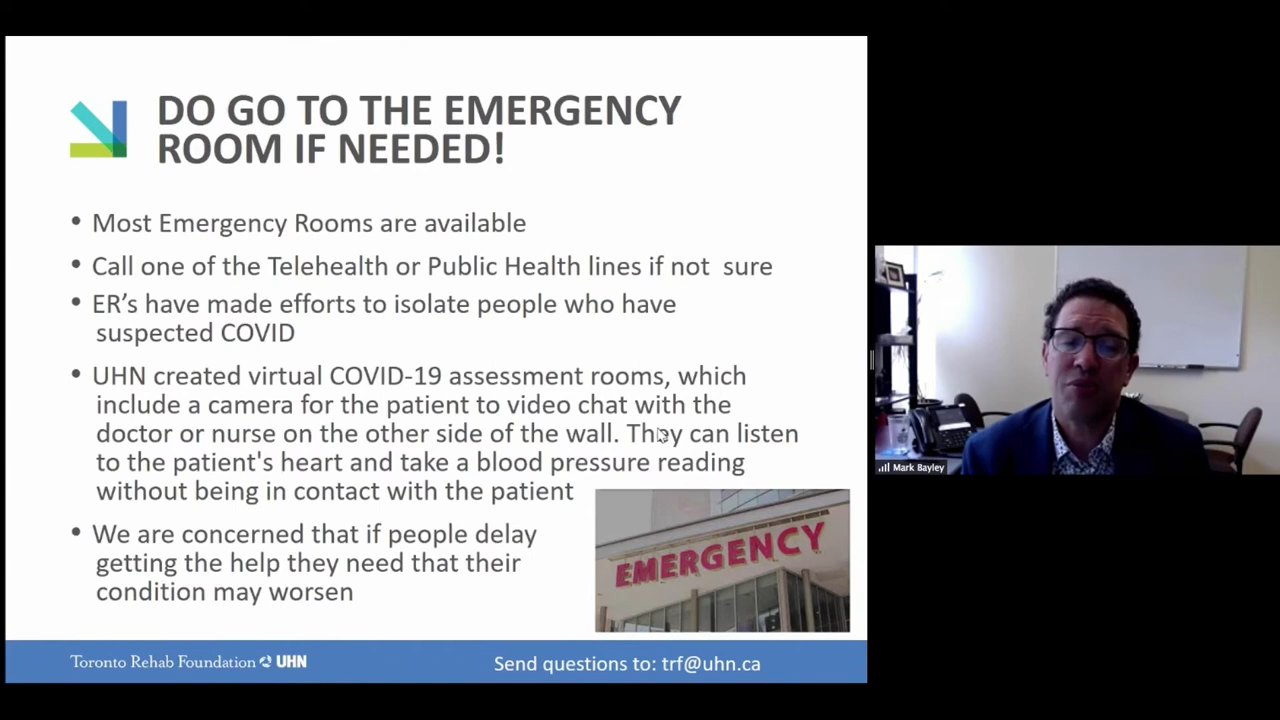 DO GO TO THE EMERGENCY
ROOM IF NEEDED!
• Most Emergency Rooms are available
• Call one of the Telehealth or Public Health lines if not  sure
• ER’s have made efforts to isolate people who have
suspected COVID
• UHN created virtual COVID-19 assessment rooms, which
include a camera for the patient to video chat with the
doctor or nurse on the other side of the wall. They can listen
to the patient's heart and take a blood pressure reading
without being in contact with the patient
• We are concerned that if people delay
getting the help they need that their
condition may worsen
EMERGENCY
Toronto Rehab Foundation UHN
Send questions to: trf@uhn.ca
Mark Bayley